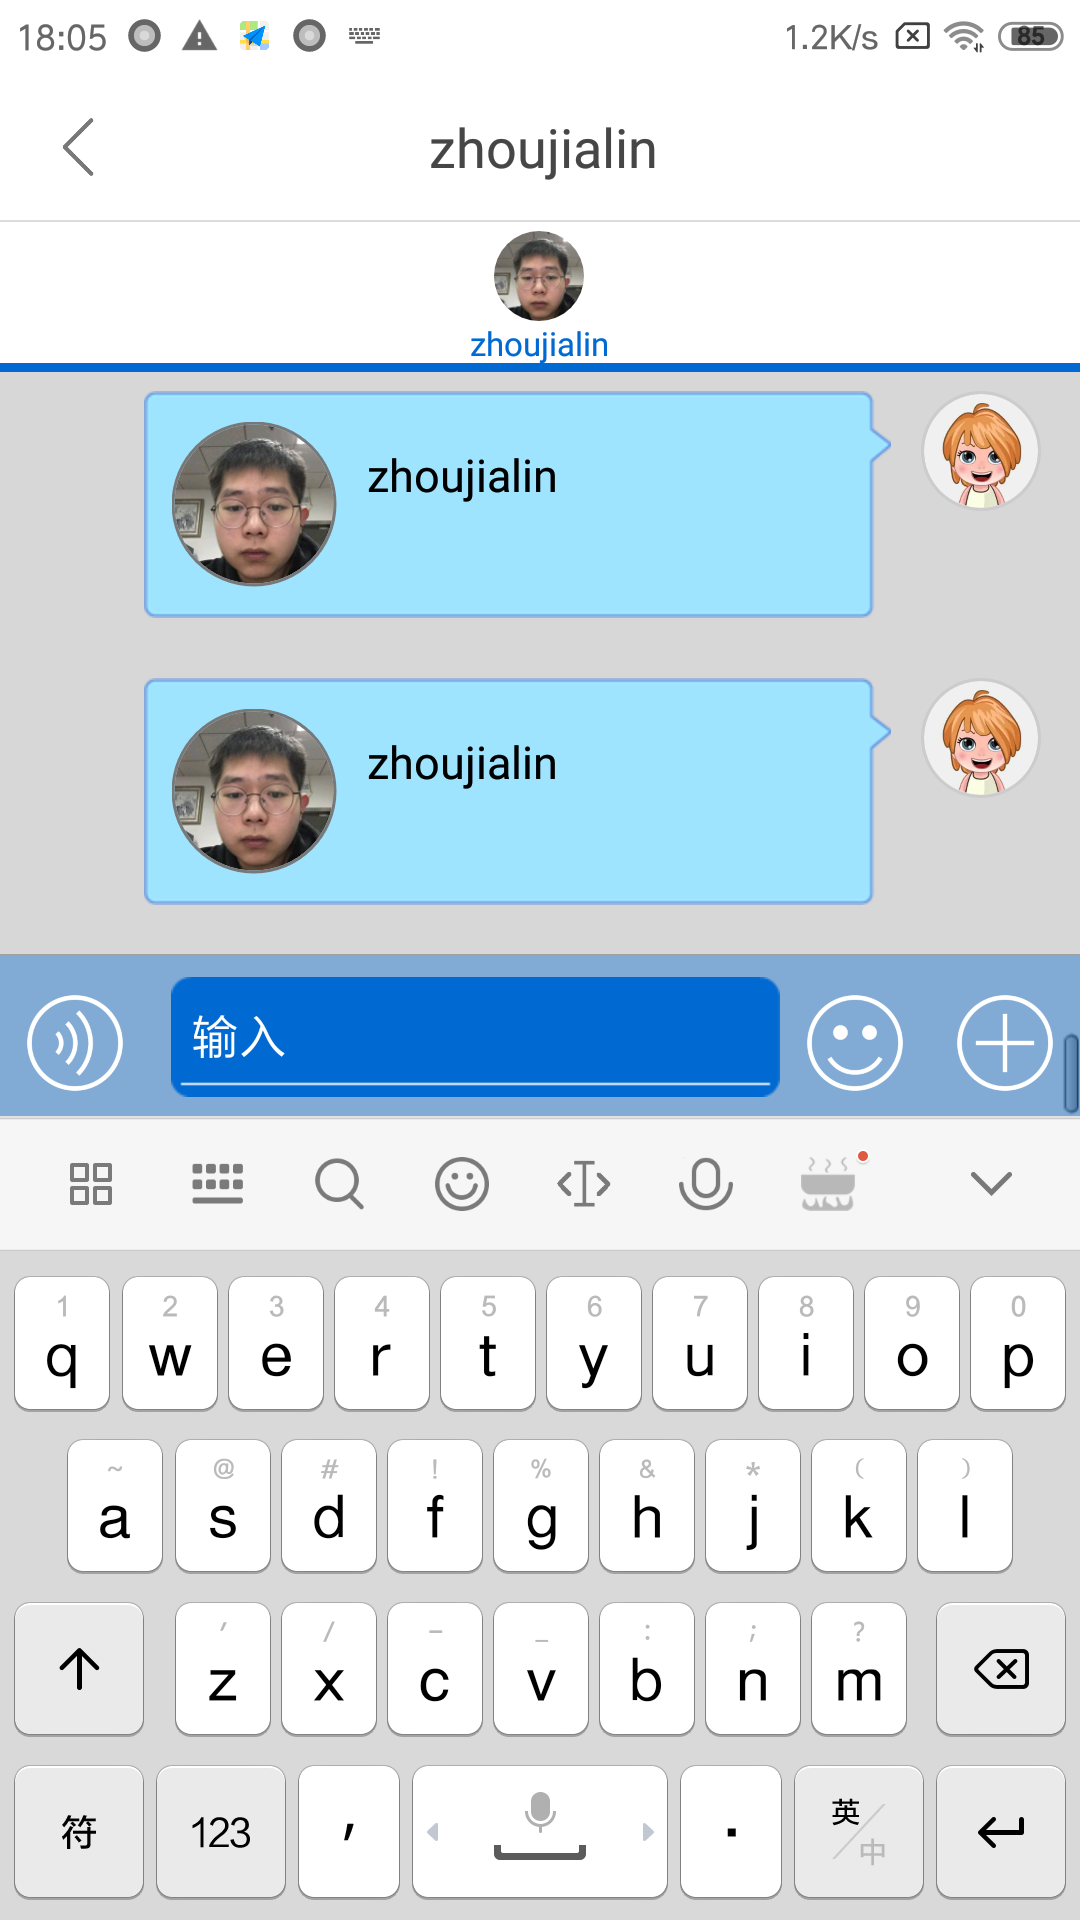 18:05 1.2K/s 85
zhoujialin
zhoujialin
zhoujialin
zhoujialin
输入
1 2 3 4 5 6 7 8 9 0
q w e r t y u i o p
~ @ # ! % & * ( )
a s d f g h j k l
′ / – _ : ; ?
z x c v b n m
符 123 , . 英/中